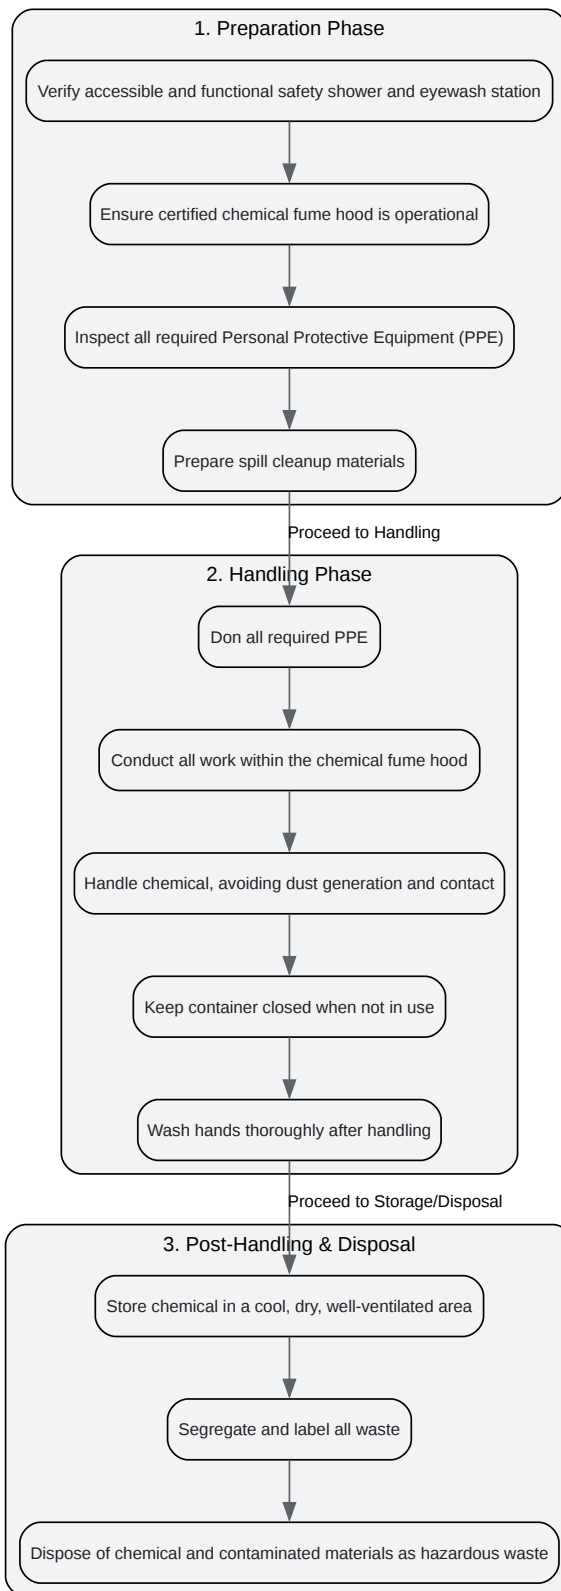 1. Preparation Phase
Verify accessible and functional safety shower and eyewash station
Ensure certified chemical fume hood is operational
Inspect all required Personal Protective Equipment (PPE)
Prepare spill cleanup materials
Proceed to Handling
2. Handling Phase
Don all required PPE
Conduct all work within the chemical fume hood
Handle chemical, avoiding dust generation and contact
Keep container closed when not in use
Wash hands thoroughly after handling
Proceed to Storage/Disposal
3. Post-Handling & Disposal
Store chemical in a cool, dry, well-ventilated area
Segregate and label all waste
Dispose of chemical and contaminated materials as hazardous waste